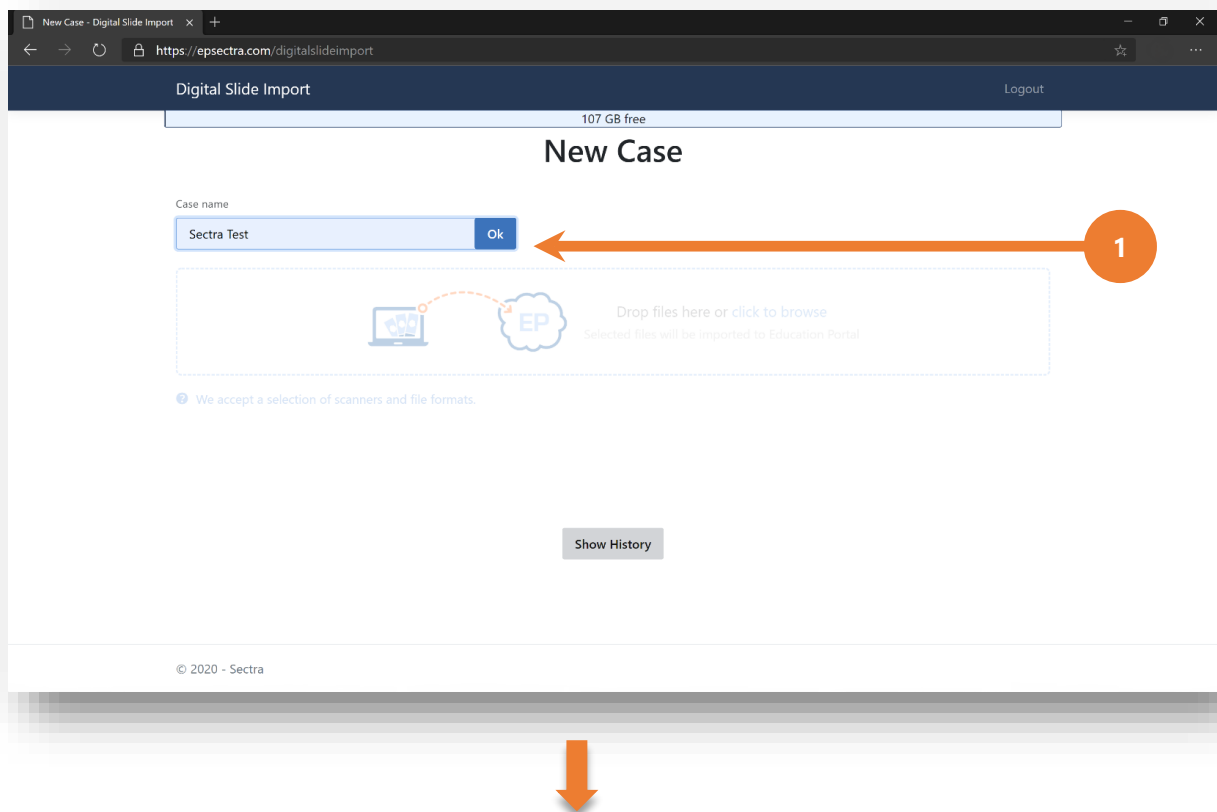 New Case - Digital Slide Import
https://epsectra.com/digitalslideimport
Digital Slide Import
Logout
107 GB free
New Case
Case name
Sectra Test
Ok
1
EP
Drop files here or click to browse
Selected files will be imported to Education Portal
We accept a selection of scanners and file formats.
Show History
© 2020 - Sectra